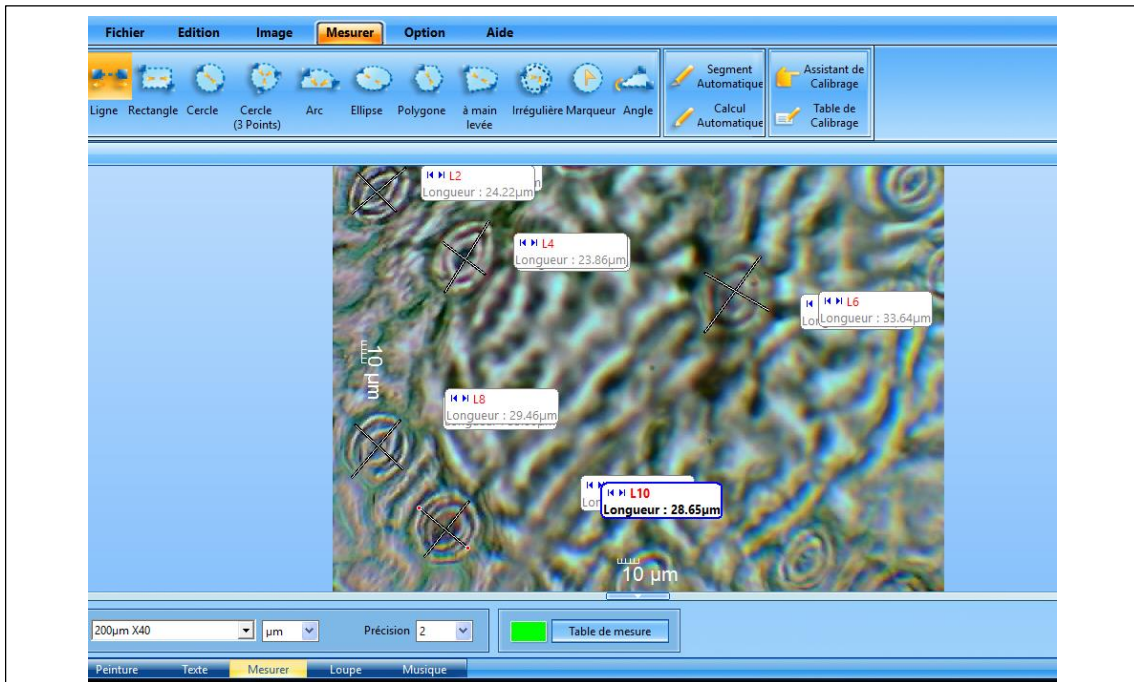 Fichier Edition Image Mesurer Option Aide
Ligne Rectangle Cercle Cercle (3 Points) Arc Ellipse Polygone à main levée Irrégulière Marqueur Angle
Segment Automatique
Calcul Automatique
Assistant de Calibrage
Table de Calibrage
L2
Longueur : 24.22µm
L4
Longueur : 23.86µm
L6
Longueur : 33.64µm
10 µm
L8
Longueur : 29.46µm
L10
Longueur : 28.65µm
10 µm
200µm X40 µm Précision 2 Table de mesure
Peinture Texte Mesurer Loupe Musique